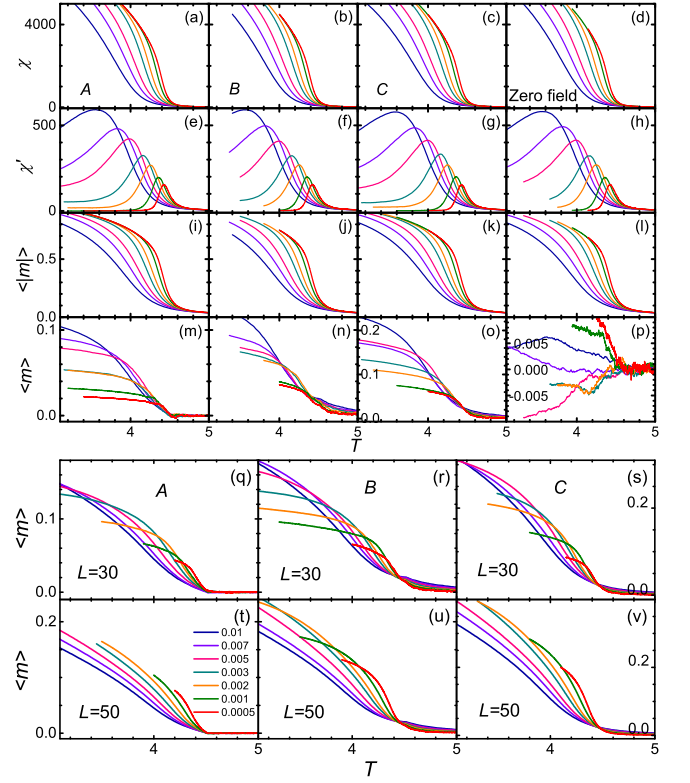 5000
(a)
(b)
(c)
(d)
χ
A
B
C
Zero field
0
500
(e)
(f)
(g)
(h)
χ'
0
(i)
(j)
(k)
(l)
<|m|>
0.5
0.0
0.1
(m)
(n)
0.2
(o)
(p)
0.005
<m>
0.1
0.000
-0.005
0.0
0.0
4
5
4
5
4
5
4
5
T
A
(q)
B
(r)
C
(s)
0.2
<m>
0.1
L=30
L=30
L=30
0.0
0.0
0.2
(t)
(u)
(v)
0.01
0.007
0.005
0.003
0.002
0.001
0.0005
0.2
<m>
0.1
L=50
L=50
L=50
0.0
0.0
4
5
4
5
4
5
T